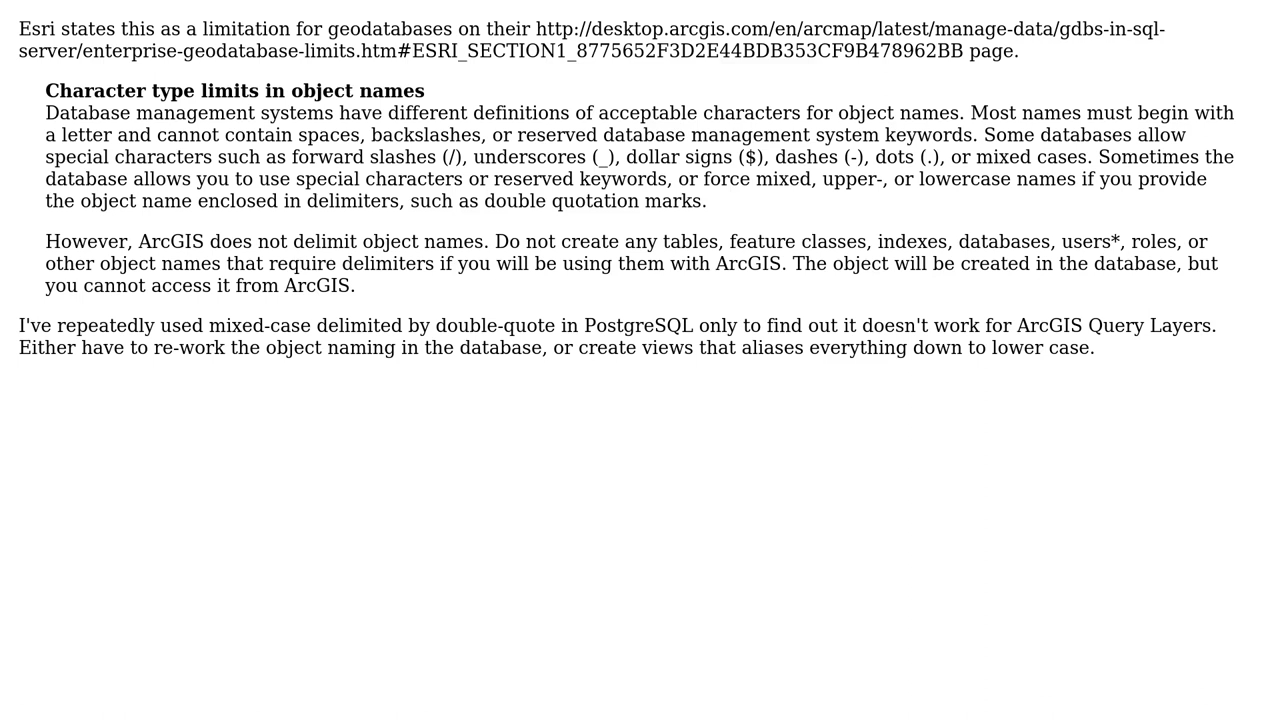 Esri states this as a limitation for geodatabases on their http://desktop.arcgis.com/en/arcmap/latest/manage-data/gdbs-in-sql-
server/enterprise-geodatabase-limits.htm#ESRI_SECTION1_8775652F3D2E44BDB353CF9B478962BB page.
Character type limits in object names
Database management systems have different definitions of acceptable characters for object names. Most names must begin with
a letter and cannot contain spaces, backslashes, or reserved database management system keywords. Some databases allow
special characters such as forward slashes (/), underscores (_), dollar signs ($), dashes (-), dots (.), or mixed cases. Sometimes the
database allows you to use special characters or reserved keywords, or force mixed, upper-, or lowercase names if you provide
the object name enclosed in delimiters, such as double quotation marks.
However, ArcGIS does not delimit object names. Do not create any tables, feature classes, indexes, databases, users*, roles, or
other object names that require delimiters if you will be using them with ArcGIS. The object will be created in the database, but
you cannot access it from ArcGIS.
I've repeatedly used mixed-case delimited by double-quote in PostgreSQL only to find out it doesn't work for ArcGIS Query Layers.
Either have to re-work the object naming in the database, or create views that aliases everything down to lower case.